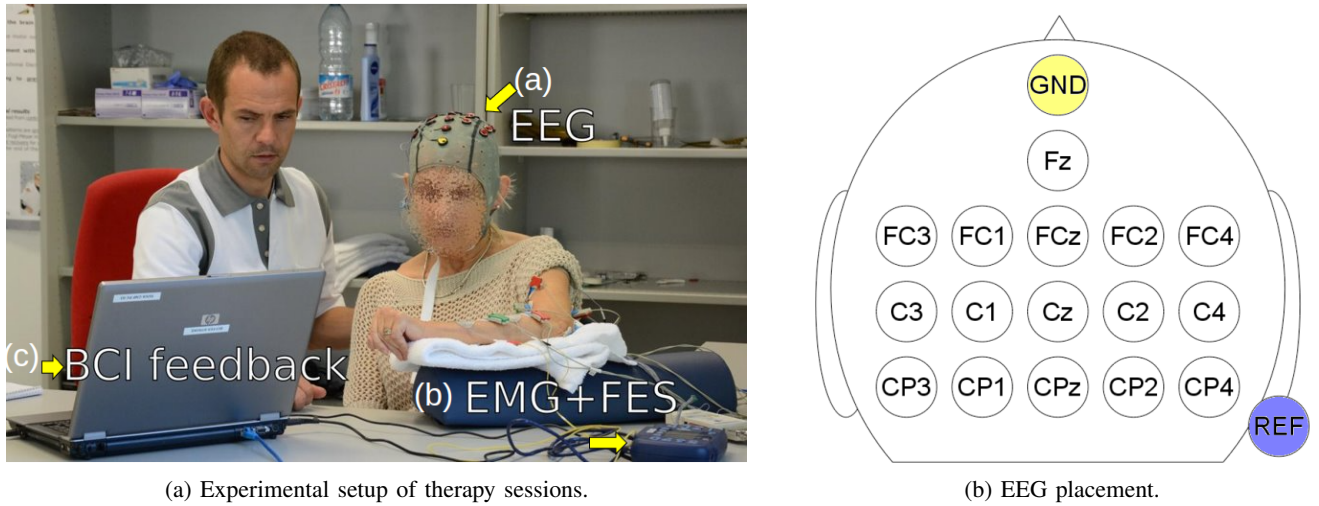 (a)
EEG
(c) BCI feedback
(b) EMG+FES
hp
(a) Experimental setup of therapy sessions.
GND
Fz
FC3 FC1 FCz FC2 FC4
C3 C1 Cz C2 C4
CP3 CP1 CPz CP2 CP4
REF
(b) EEG placement.